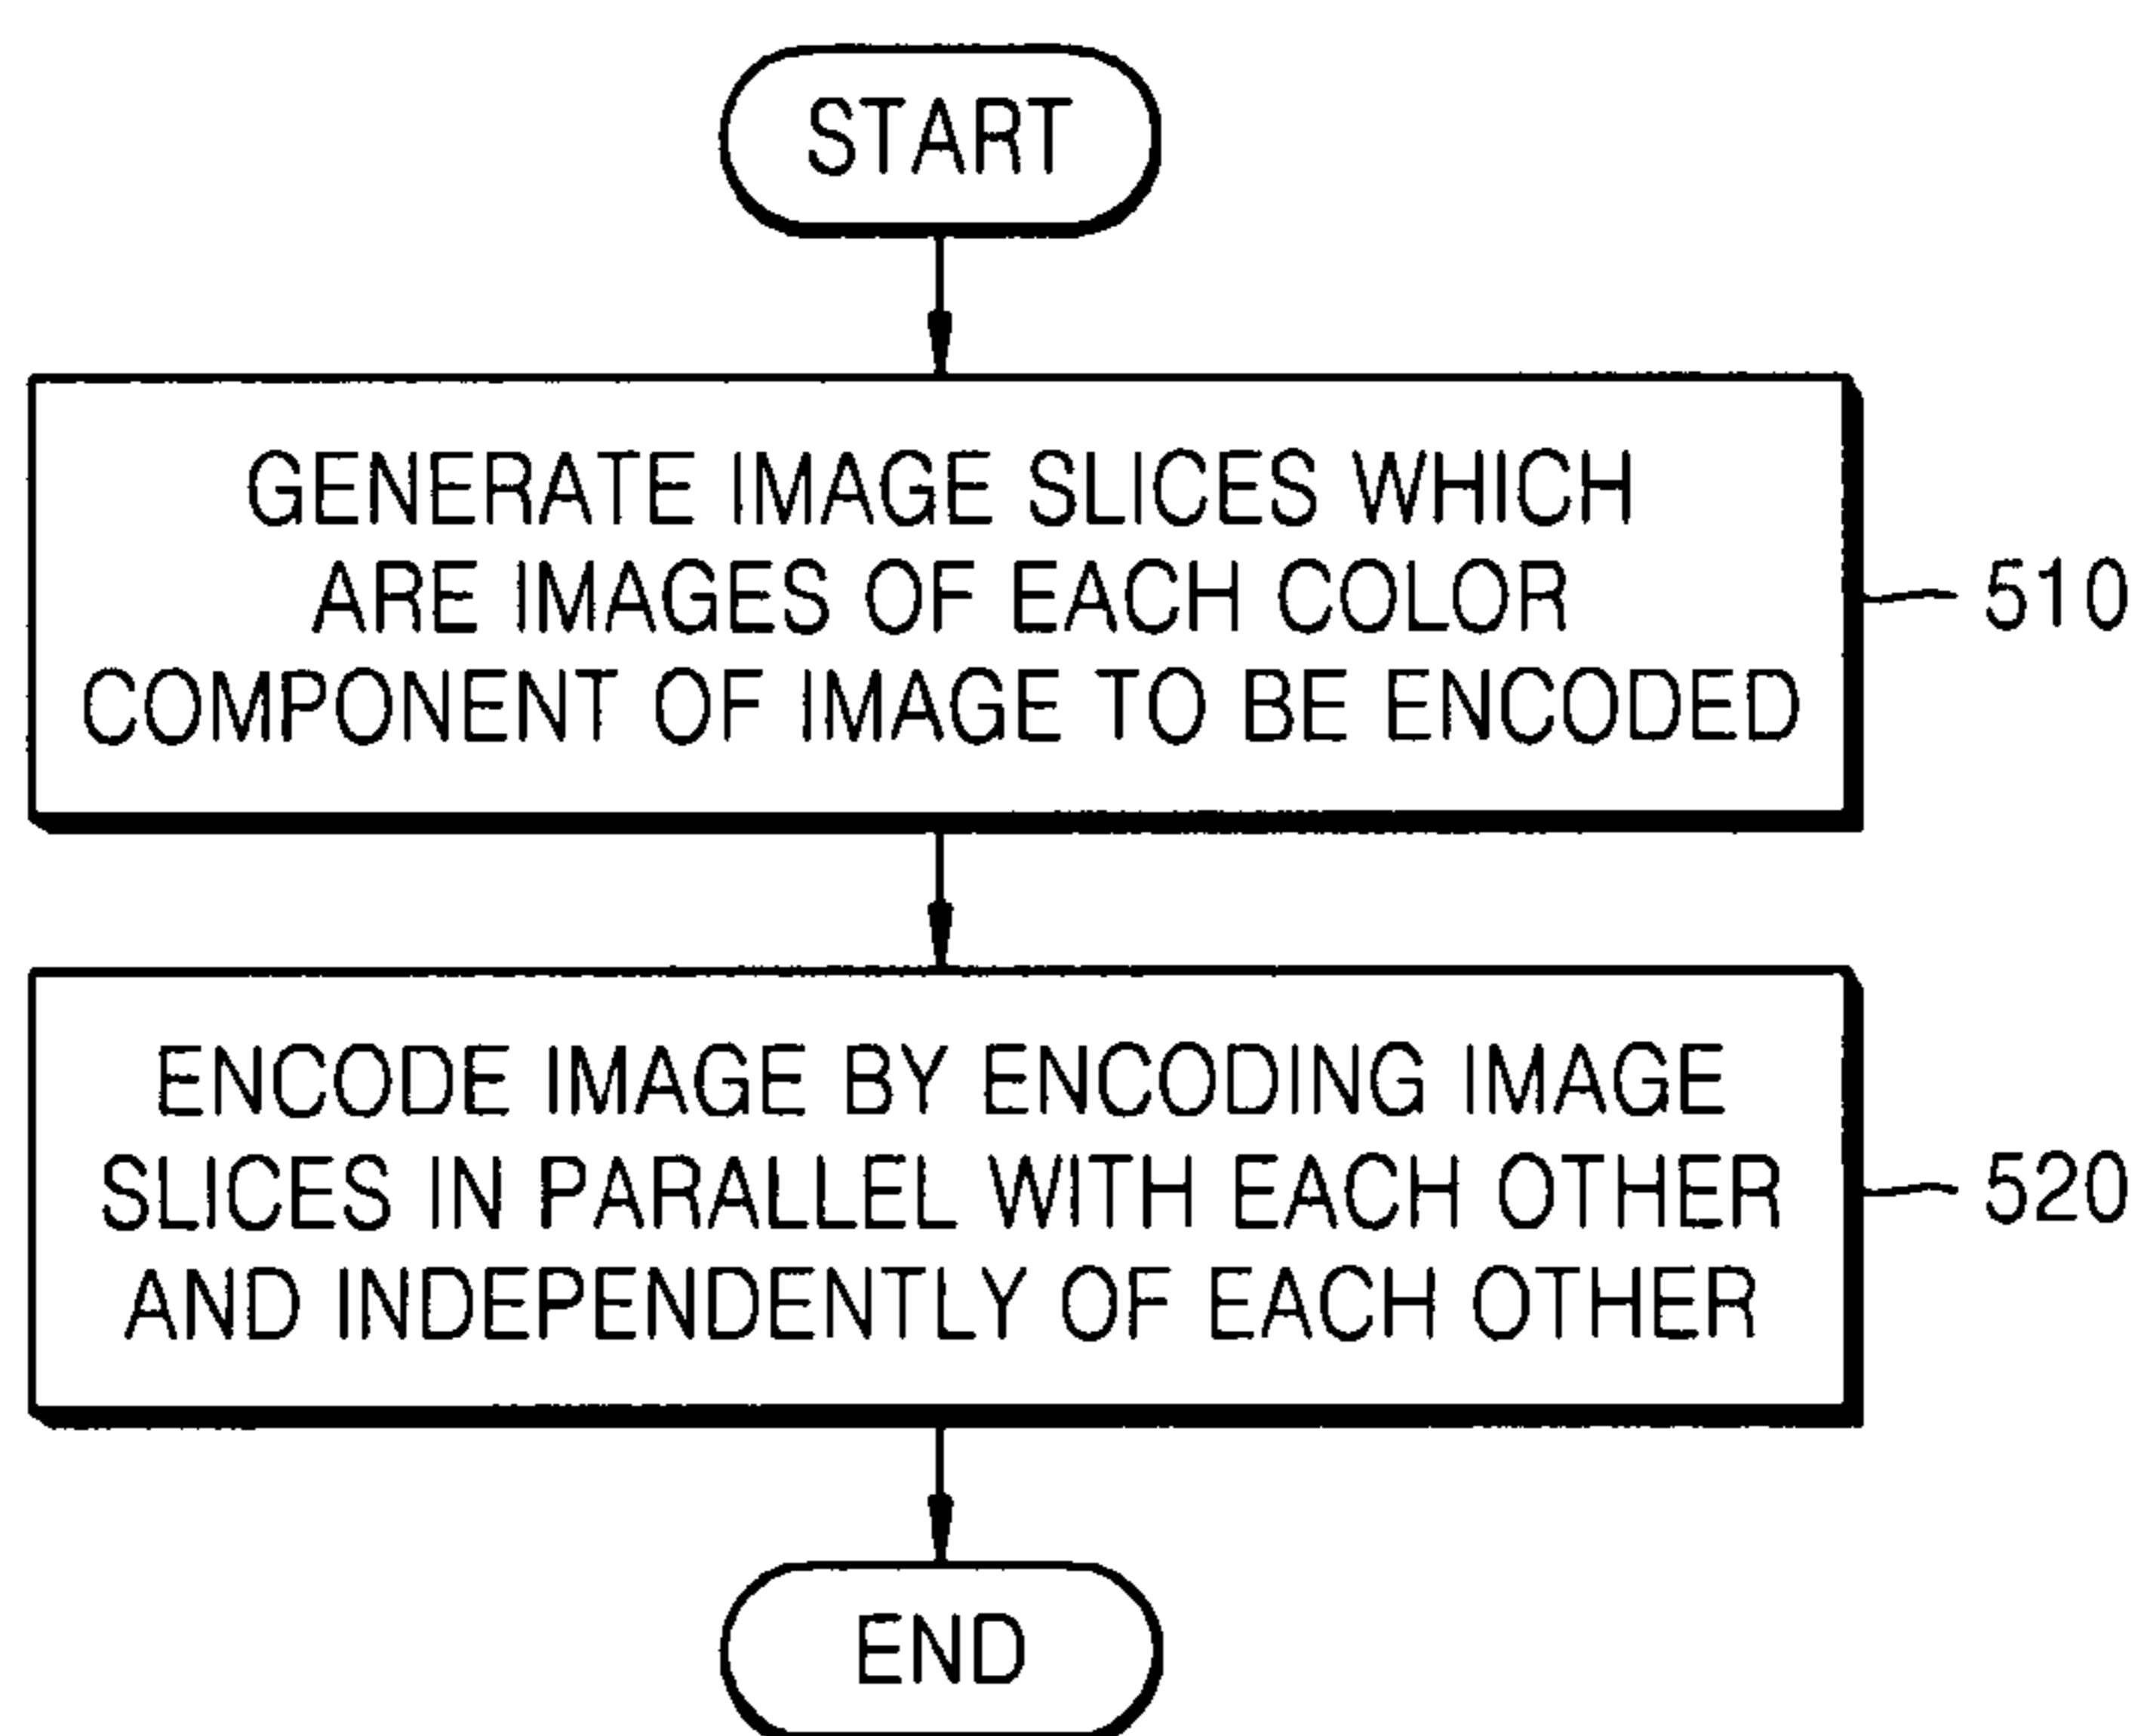 START
GENERATE IMAGE SLICES WHICH
ARE IMAGES OF EACH COLOR
COMPONENT OF IMAGE TO BE ENCODED
510
ENCODE IMAGE BY ENCODING IMAGE
SLICES IN PARALLEL WITH EACH OTHER
AND INDEPENDENTLY OF EACH OTHER
520
END